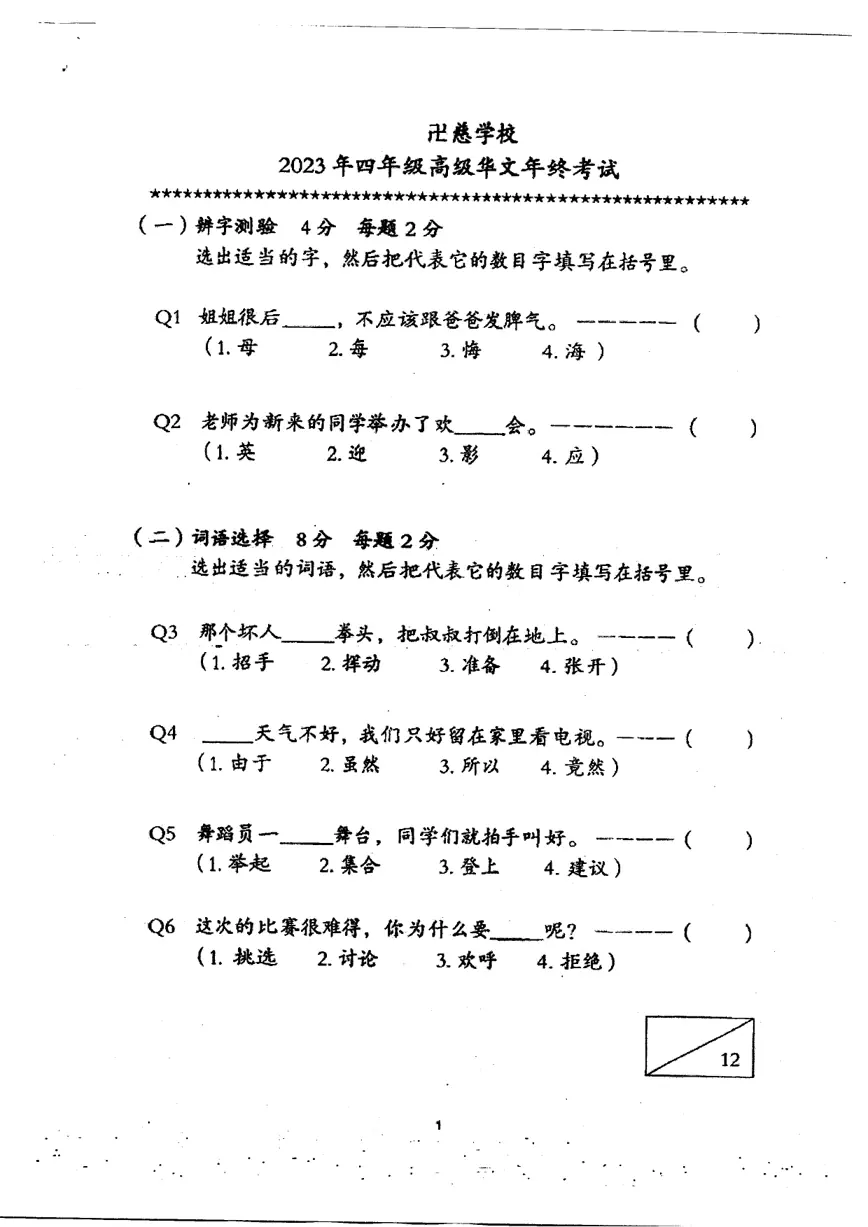 卍慈学校
2023 年四年级高级华文年终考试
************************************************************
(一) 辨字测验 4 分 每题 2 分
选出适当的字，然后把代表它的数目字填写在括号里。
Q1 姐姐很后____，不应该跟爸爸发脾气。 ————— ( )
(1. 母 2. 每 3. 悔 4. 海 )
Q2 老师为新来的同学举办了欢____会。 —————— ( )
(1. 英 2. 迎 3. 影 4. 应 )
(二) 词语选择 8 分 每题 2 分
选出适当的词语，然后把代表它的数目字填写在括号里。
Q3 那个坏人____拳头，把叔叔打倒在地上。 ———— ( )
(1. 招手 2. 挥动 3. 准备 4. 张开 )
Q4 ____天气不好，我们只好留在家里看电视。 ——— ( )
(1. 由于 2. 虽然 3. 所以 4. 竟然 )
Q5 舞蹈员一____舞台，同学们就拍手叫好。 ———— ( )
(1. 举起 2. 集合 3. 登上 4. 建议 )
Q6 这次的比赛很难得，你为什么要____呢？ ———— ( )
(1. 挑选 2. 讨论 3. 欢呼 4. 拒绝 )
12
1